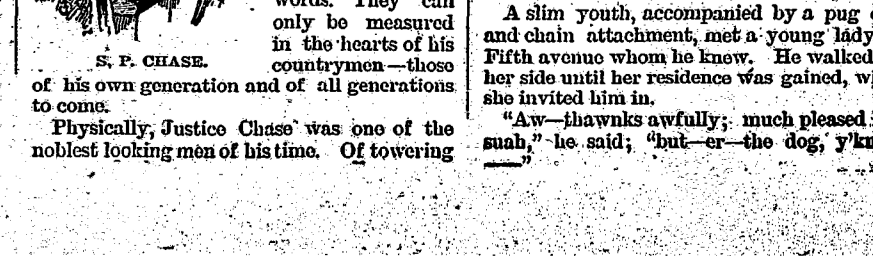 words. They can
only be measured
in the hearts of his
S. P. CHASE.
countrymen—those
of his own generation and of all generations
to come.
Physically, Justice Chase was one of the
noblest looking men of his time. Of towering
A slim youth, accompanied by a pug
and chain attachment, met a young lady
Fifth avenue whom he knew. He walked
her side until her residence was gained,
she invited him in.
"Aw—thawnks awfully; much pleased
suah," he said; "but—er—the dog, y'kn
——"